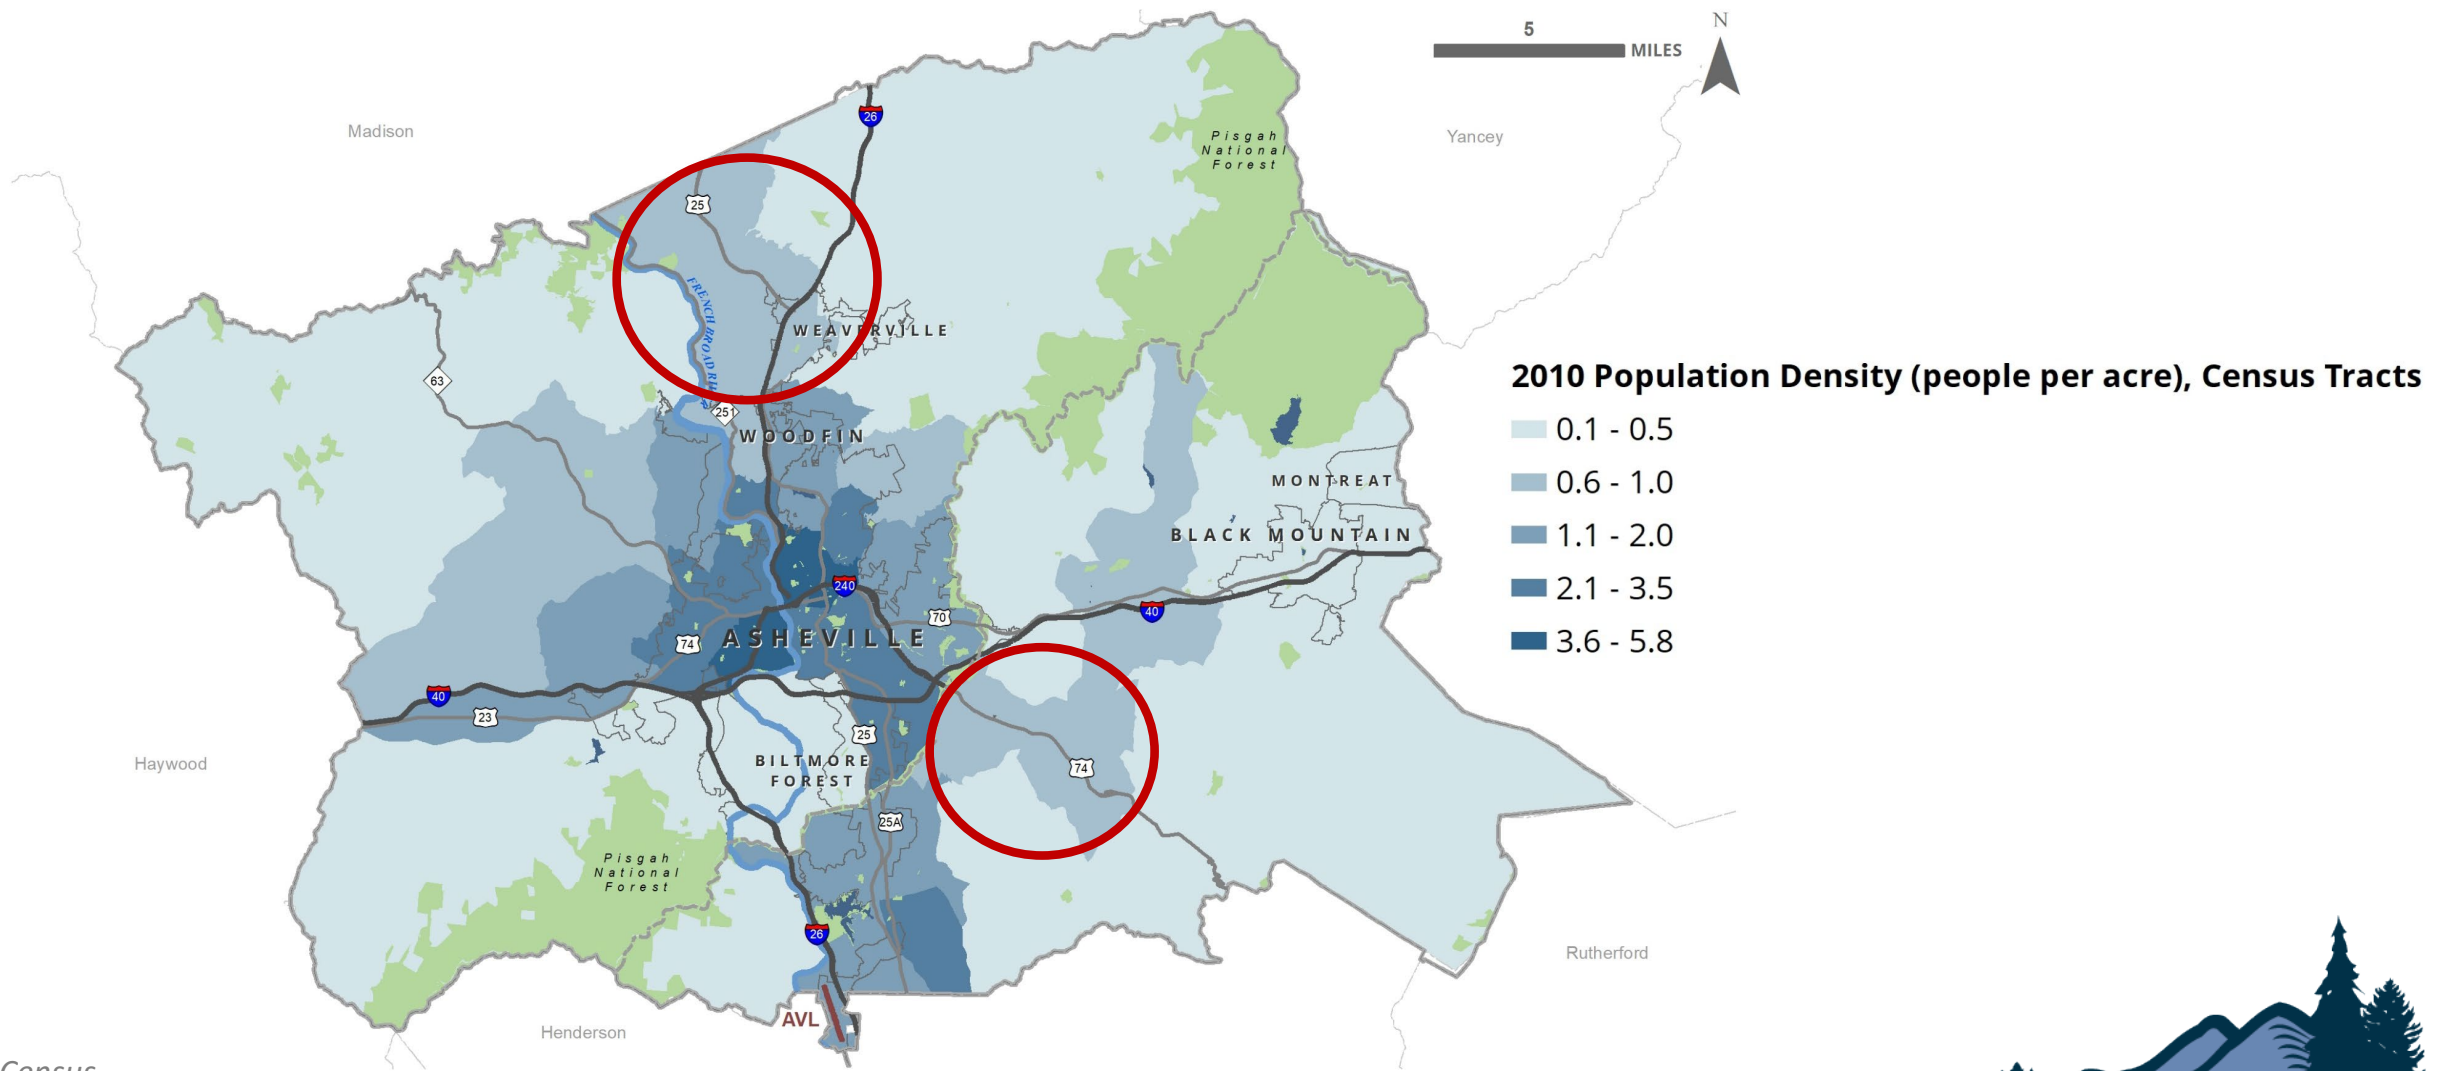 5
MILES
N
26
Madison
Pisgah
National
Forest
Yancey
25
FRENCH BROAD RIVER
WEAVERVILLE
63
251
WOODFIN
2010 Population Density (people per acre), Census Tracts
0.1 - 0.5
0.6 - 1.0
1.1 - 2.0
2.1 - 3.5
3.6 - 5.8
MONTREAT
BLACK MOUNTAIN
240
40
70
74
ASHEVILLE
40
23
25
Haywood
BILTMORE
FOREST
74
25A
Pisgah
National
Forest
26
Rutherford
AVL
Henderson
Census